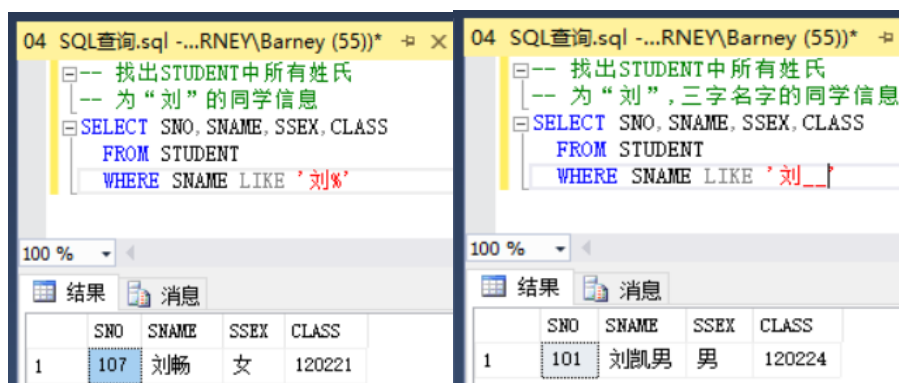 04 SQL查询.sql -...RNEY\Barney (55))*
-- 找出STUDENT中所有姓氏
-- 为“刘”的同学信息
SELECT SNO,SNAME,SSEX,CLASS
FROM STUDENT
WHERE SNAME LIKE '刘%'
100 %
结果 消息
SNO SNAME SSEX CLASS
1 107 刘畅 女 120221
04 SQL查询.sql -...RNEY\Barney (55))*
-- 找出STUDENT中所有姓氏
-- 为“刘”,三字名字的同学信息
SELECT SNO,SNAME,SSEX,CLASS
FROM STUDENT
WHERE SNAME LIKE '刘__'
100 %
结果 消息
SNO SNAME SSEX CLASS
1 101 刘凯男 男 120224